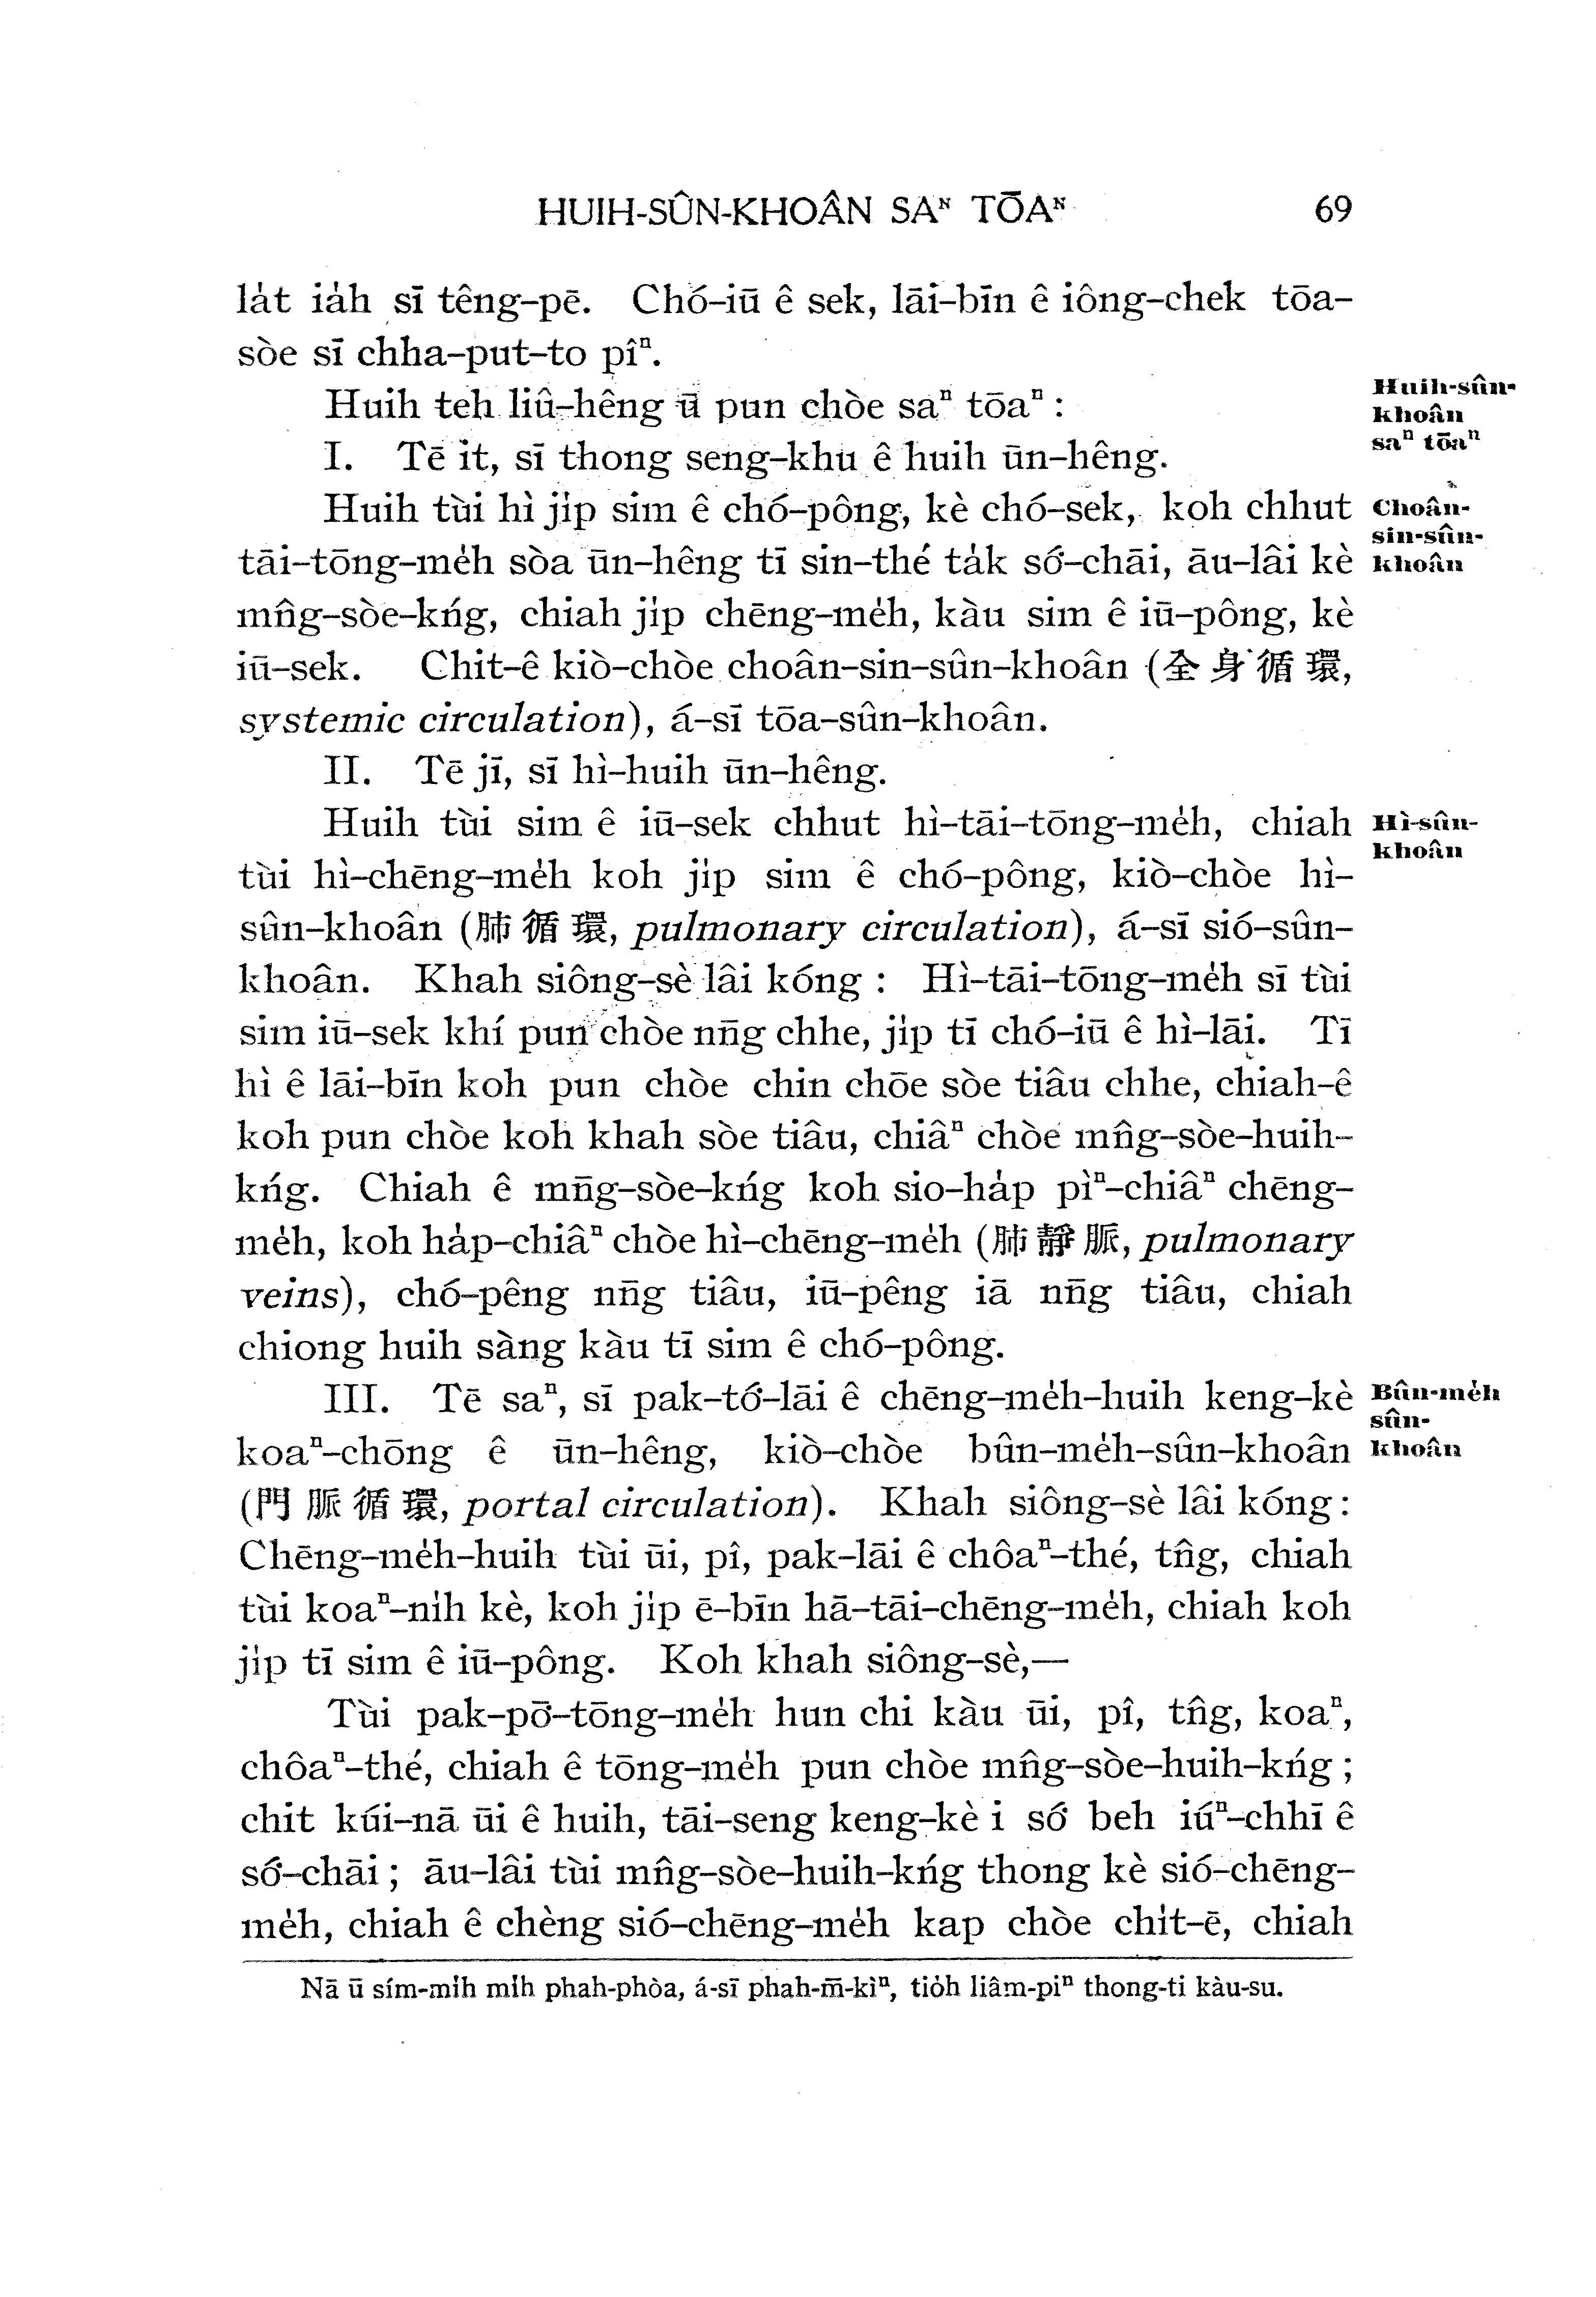 HUIH-SÛN-KHOÂN SAᴺ TŌAᴺ 69
la̍t ia̍h sī têng-pē. Chó-iū ê sek, lāi-bīn ê iông-chek tōa-
sòe sī chha-put-to pîⁿ.
Huih teh liû-hêng ū pun chòe saⁿ tōaⁿ :
Huih-sûn-
khoân
saⁿ tōaⁿ
I. Tē it, sī thong seng-khu ê huih ūn-hêng.
Huih tùi hì ji̍p sim ê chó-pông, kè chó-sek, koh chhut
tāi-tōng-me̍h sòa ūn-hêng tī sin-thé ta̍k só͘-chāi, āu-lâi kè
mn̂g-sòe-kńg, chiah ji̍p chēng-me̍h, kàu sim ê iū-pông, kè
iū-sek. Chit-ê kiò-chòe choân-sin-sûn-khoân (全身循環,
systemic circulation), á-sī tōa-sûn-khoân.
Choân-
sin-sûn-
khoân
II. Tē jī, sī hì-huih ūn-hêng.
Huih tùi sim ê iū-sek chhut hì-tāi-tōng-me̍h, chiah
tùi hì-chēng-me̍h koh ji̍p sim ê chó-pông, kiò-chòe hì-
sûn-khoân (肺循環, pulmonary circulation), á-sī sió-sûn-
khoân. Khah siông-sè lâi kóng : Hì-tāi-tōng-me̍h sī tùi
sim iū-sek khí pun chòe nn̄g chhe, ji̍p tī chó-iū ê hì-lāi. Tī
hì ê lāi-bīn koh pun chòe chin chōe sòe tiâu chhe, chiah-ê
koh pun chòe koh khah sòe tiâu, chiâⁿ chòe mn̂g-sòe-huih-
kńg. Chiah ê mn̄g-sòe-kńg koh sio-ha̍p pìⁿ-chiâⁿ chēng-
me̍h, koh ha̍p-chiâⁿ chòe hì-chēng-me̍h (肺靜脈, pulmonary
veins), chó-pêng nn̄g tiâu, iū-pêng iā nn̄g tiâu, chiah
chiong huih sàng kàu tī sim ê chó-pông.
Hì-sûn-
khoân
III. Tē saⁿ, sī pak-tó͘-lāi ê chēng-me̍h-huih keng-kè
koaⁿ-chōng ê ūn-hêng, kiò-chòe bûn-me̍h-sûn-khoân
(門脈循環, portal circulation). Khah siông-sè lâi kóng :
Chēng-me̍h-huih tùi ūi, pî, pak-lāi ê chôaⁿ-thé, tn̂g, chiah
tùi koaⁿ-ni̍h kè, koh ji̍p ē-bīn hā-tāi-chēng-me̍h, chiah koh
ji̍p tī sim ê iū-pông. Koh khah siông-sè,—
Bûn-me̍h
sûn-
khoân
Tùi pak-pō͘-tōng-me̍h hun chi kàu ūi, pî, tn̂g, koaⁿ,
chôaⁿ-thé, chiah ê tōng-me̍h pun chòe mn̂g-sòe-huih-kńg ;
chit kúi-nā ūi ê huih, tāi-seng keng-kè i só͘ beh iúⁿ-chhī ê
só͘-chāi ; āu-lâi tùi mn̂g-sòe-huih-kńg thong kè sió-chēng-
me̍h, chiah ê chèng sió-chēng-me̍h kap chòe chi̍t-ē, chiah
Nā ū sím-mi̍h mi̍h phah-phòa, á-sī phah-m̄-kìⁿ, tio̍h liâm-piⁿ thong-ti kàu-su.